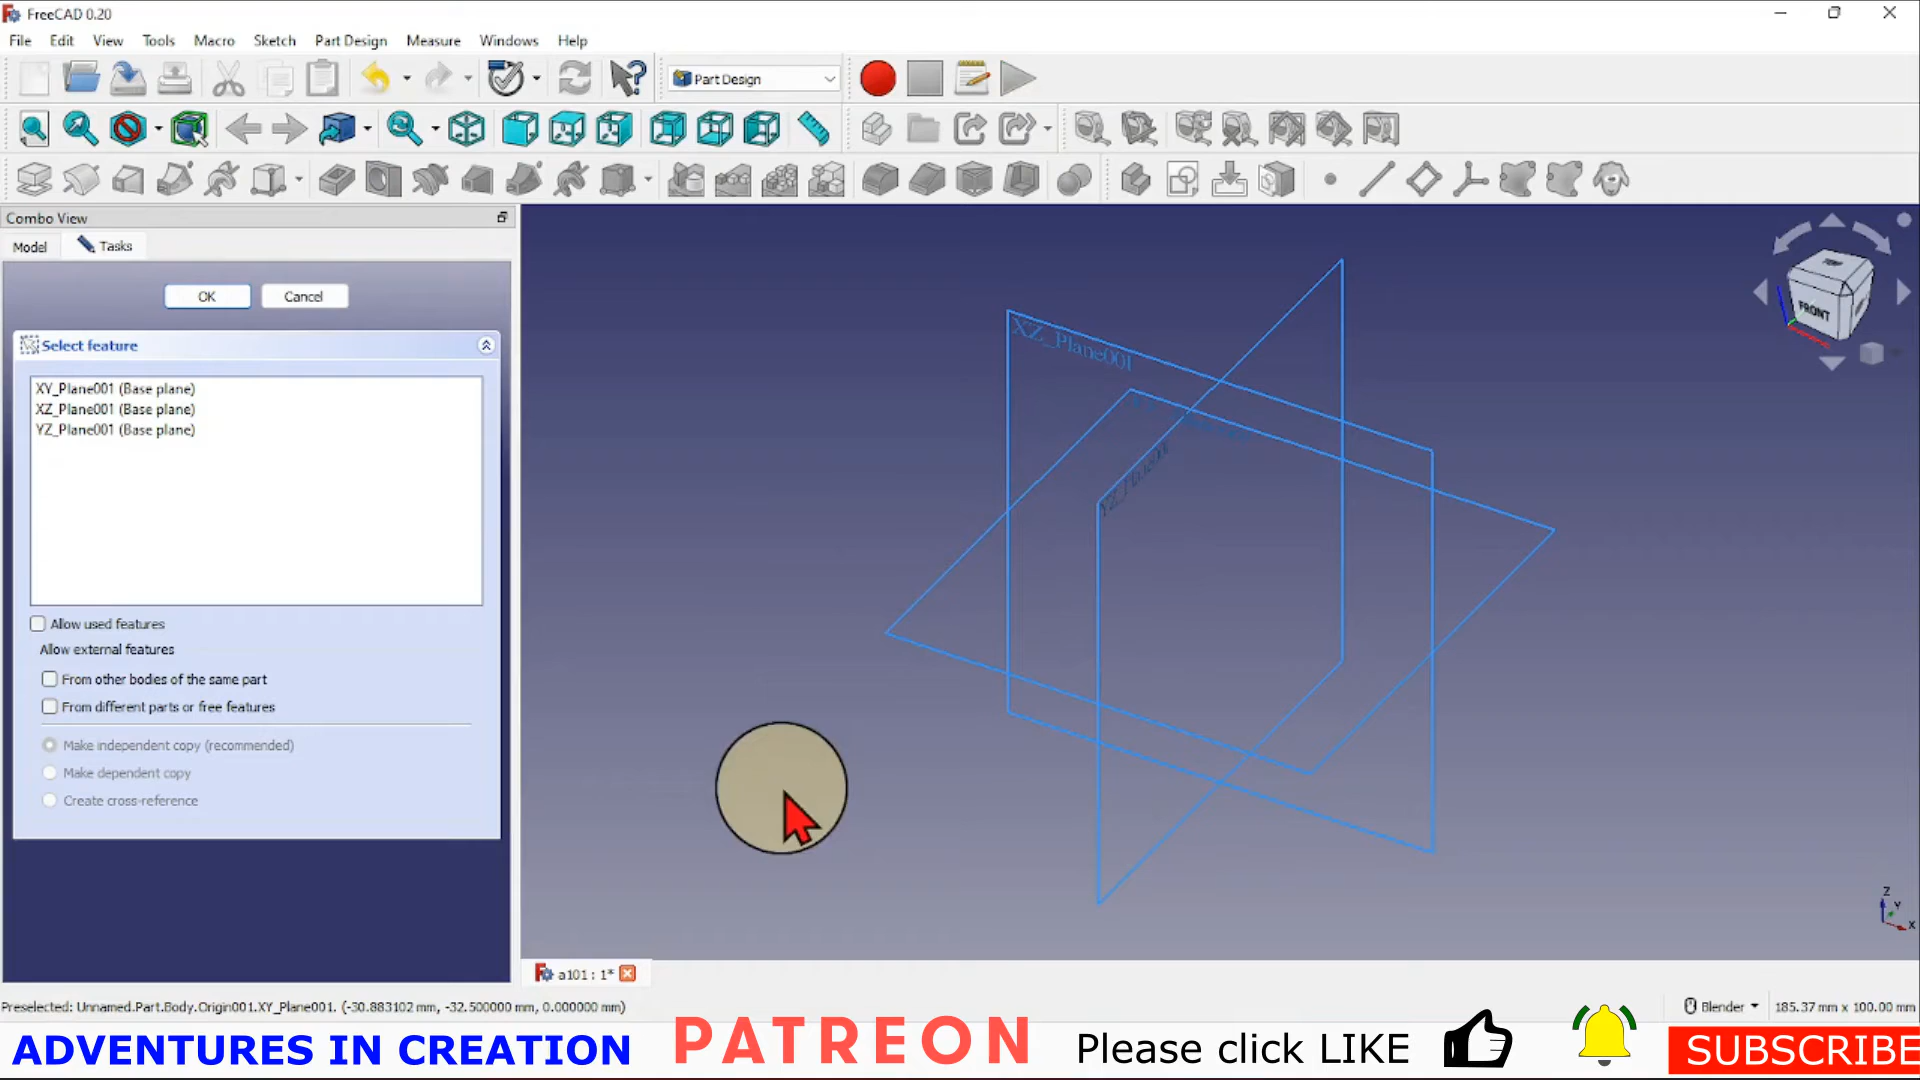 FreeCAD 0.20
File Edit View Tools Macro Sketch Part Design Measure Windows Help
Part Design
Combo View
Model Tasks
OK Cancel
Select feature
XY_Plane001 (Base plane)
XZ_Plane001 (Base plane)
YZ_Plane001 (Base plane)
Allow used features
Allow external features
From other bodies of the same part
From different parts or free features
Make independent copy (recommended)
Make dependent copy
Create cross-reference
XZ_Plane001
YZ_Plane001
TOP
FRONT
Z
Y
X
a101 : 1*
Preselected: Unnamed.Part.Body.Origin001.XY_Plane001. (-30.883102 mm, -32.500000 mm, 0.000000 mm)
Blender
185.37 mm x 100.00 mm
ADVENTURES IN CREATION PATREON Please click LIKE SUBSCRIBE